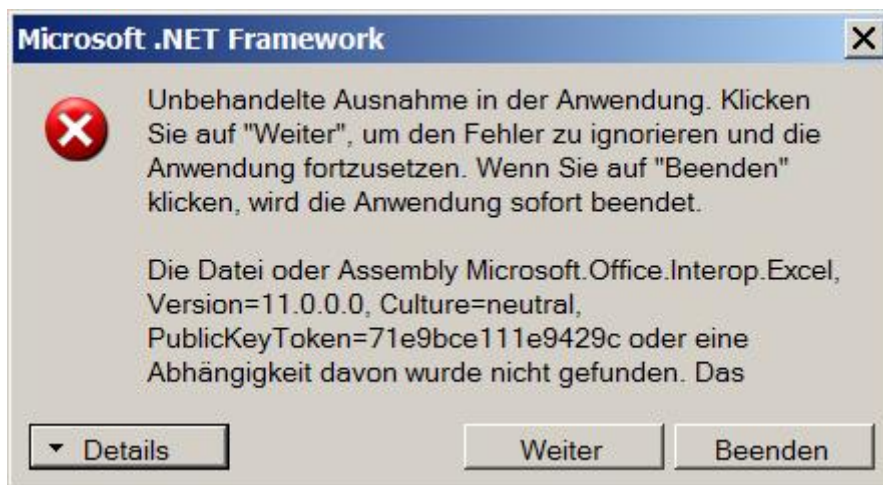 Microsoft .NET Framework
Unbehandelte Ausnahme in der Anwendung. Klicken
Sie auf "Weiter", um den Fehler zu ignorieren und die
Anwendung fortzusetzen. Wenn Sie auf "Beenden"
klicken, wird die Anwendung sofort beendet.
Die Datei oder Assembly Microsoft.Office.Interop.Excel,
Version=11.0.0.0, Culture=neutral,
PublicKeyToken=71e9bce111e9429c oder eine
Abhängigkeit davon wurde nicht gefunden. Das
Details
Weiter
Beenden